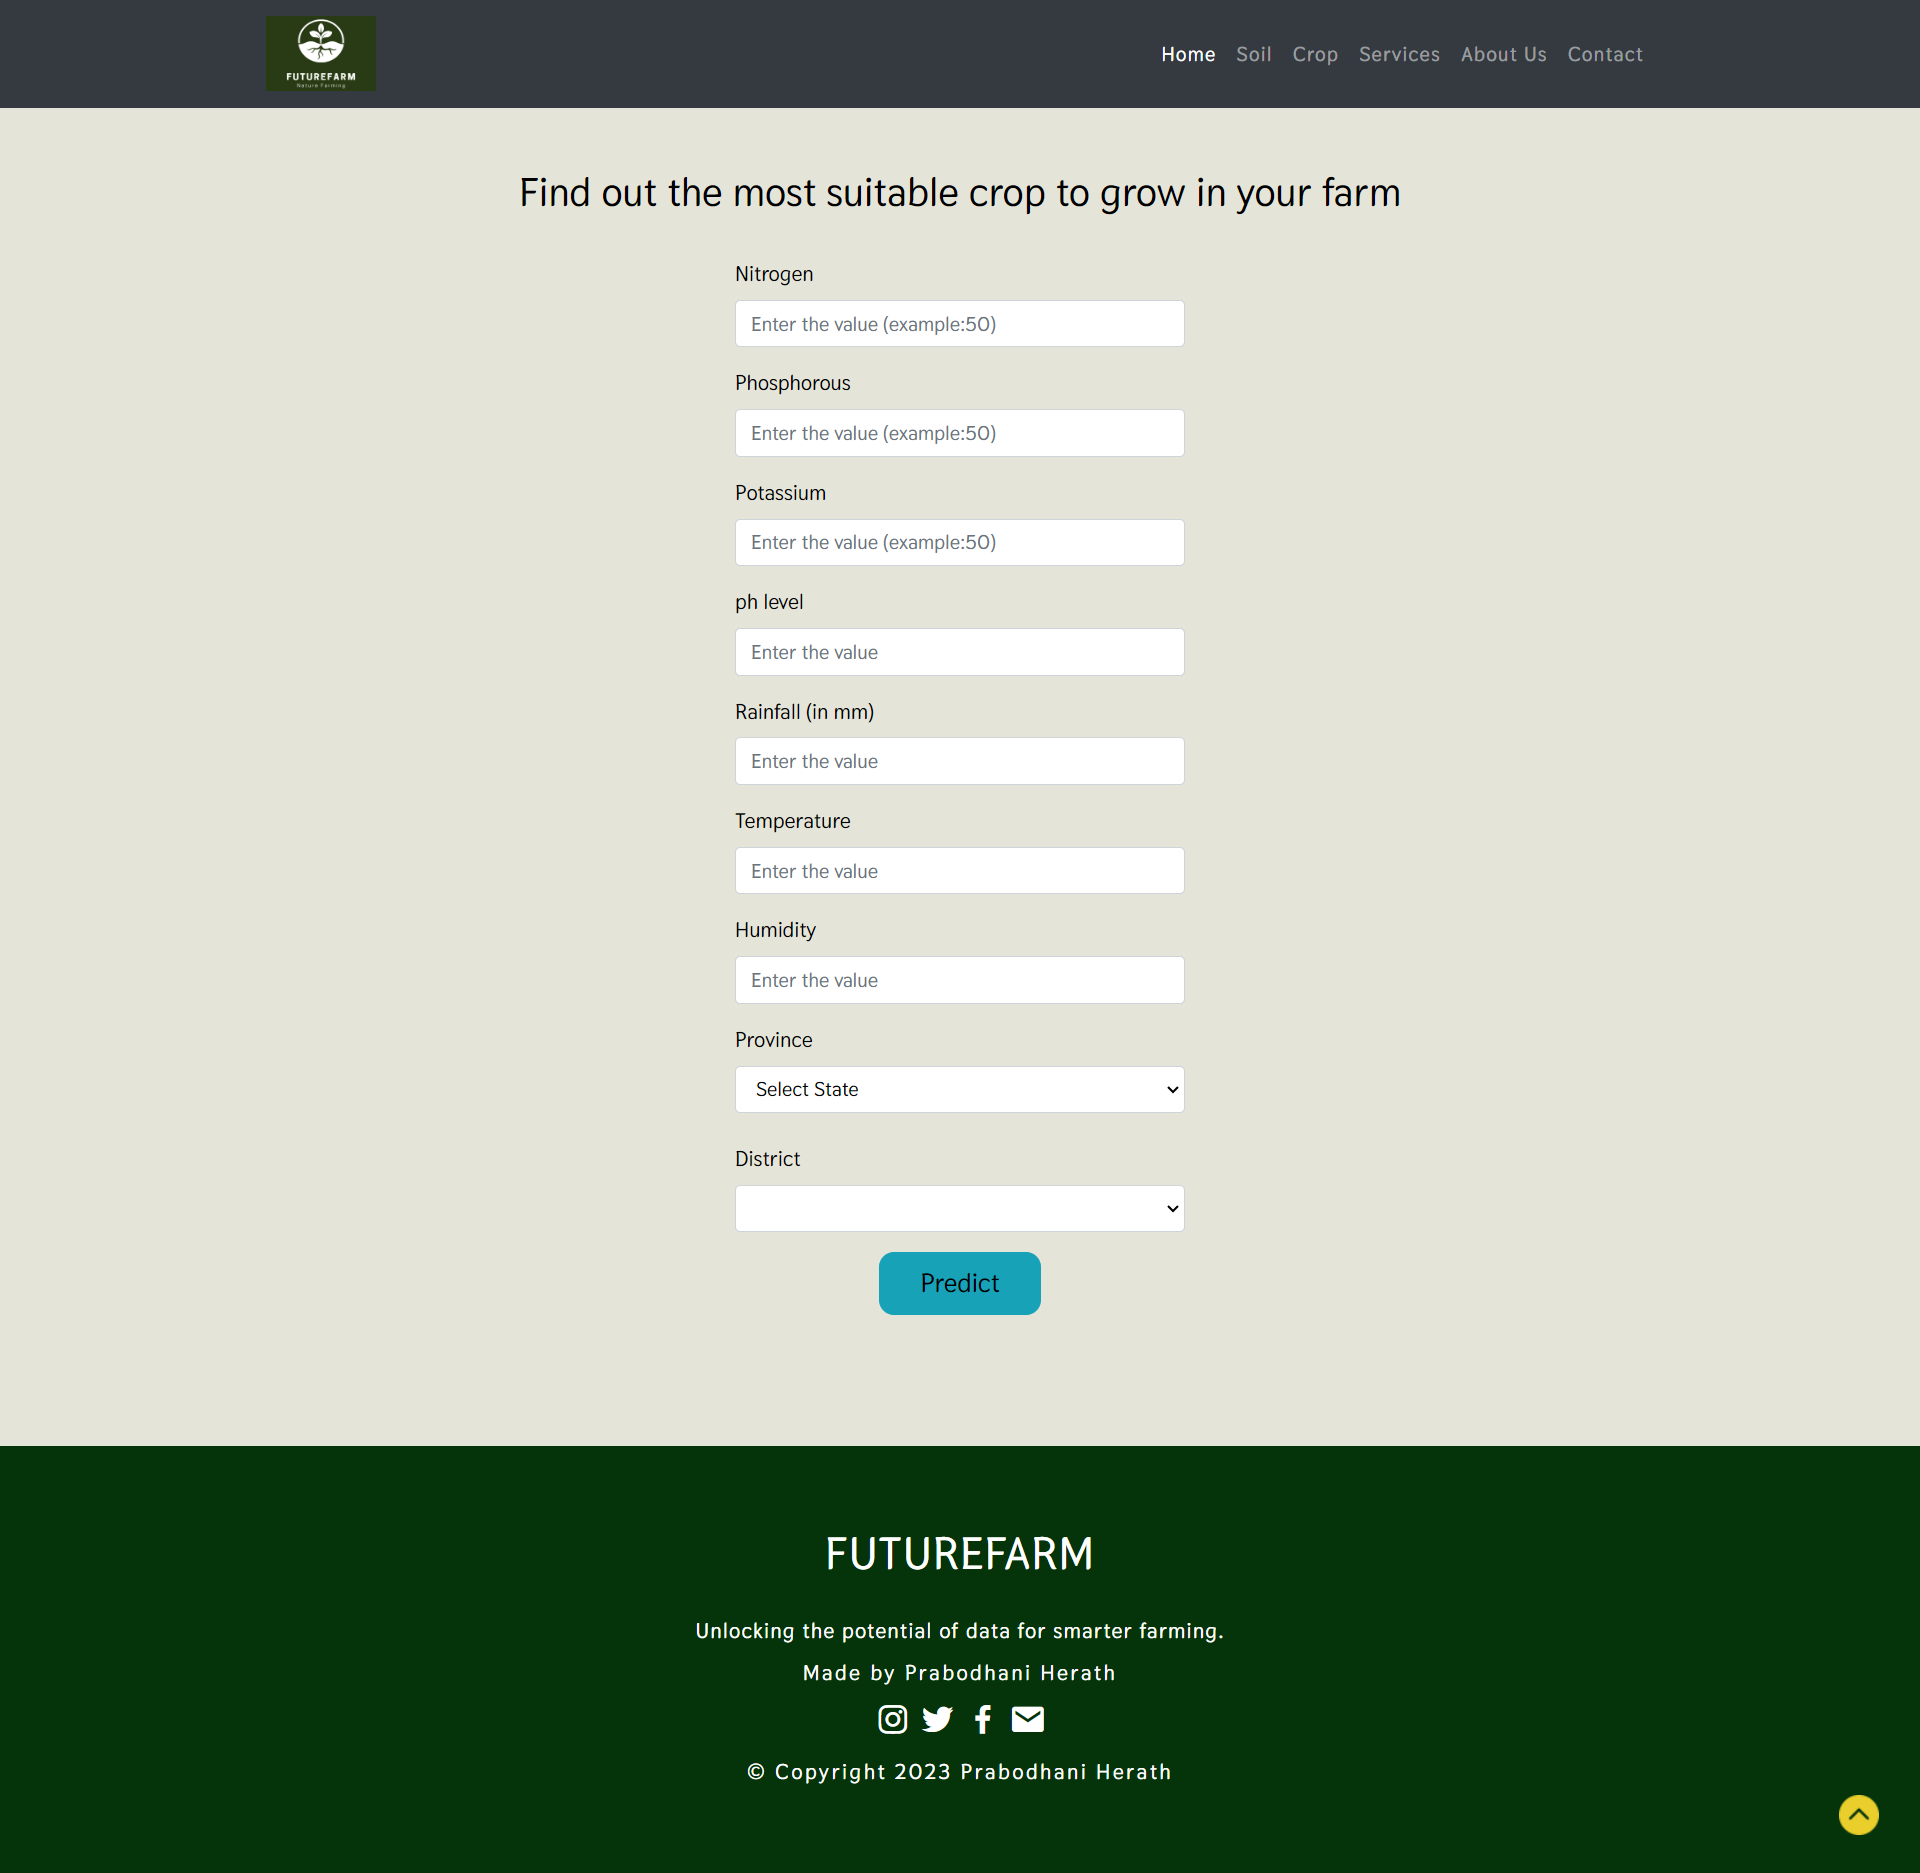 FUTUREFARM
Nature Farming
Home Soil Crop Services About Us Contact
Find out the most suitable crop to grow in your farm
Nitrogen
Enter the value (example:50)
Phosphorous
Enter the value (example:50)
Potassium
Enter the value (example:50)
ph level
Enter the value
Rainfall (in mm)
Enter the value
Temperature
Enter the value
Humidity
Enter the value
Province
Select State
District
Predict
FUTUREFARM
Unlocking the potential of data for smarter farming.
Made by Prabodhani Herath
© Copyright 2023 Prabodhani Herath